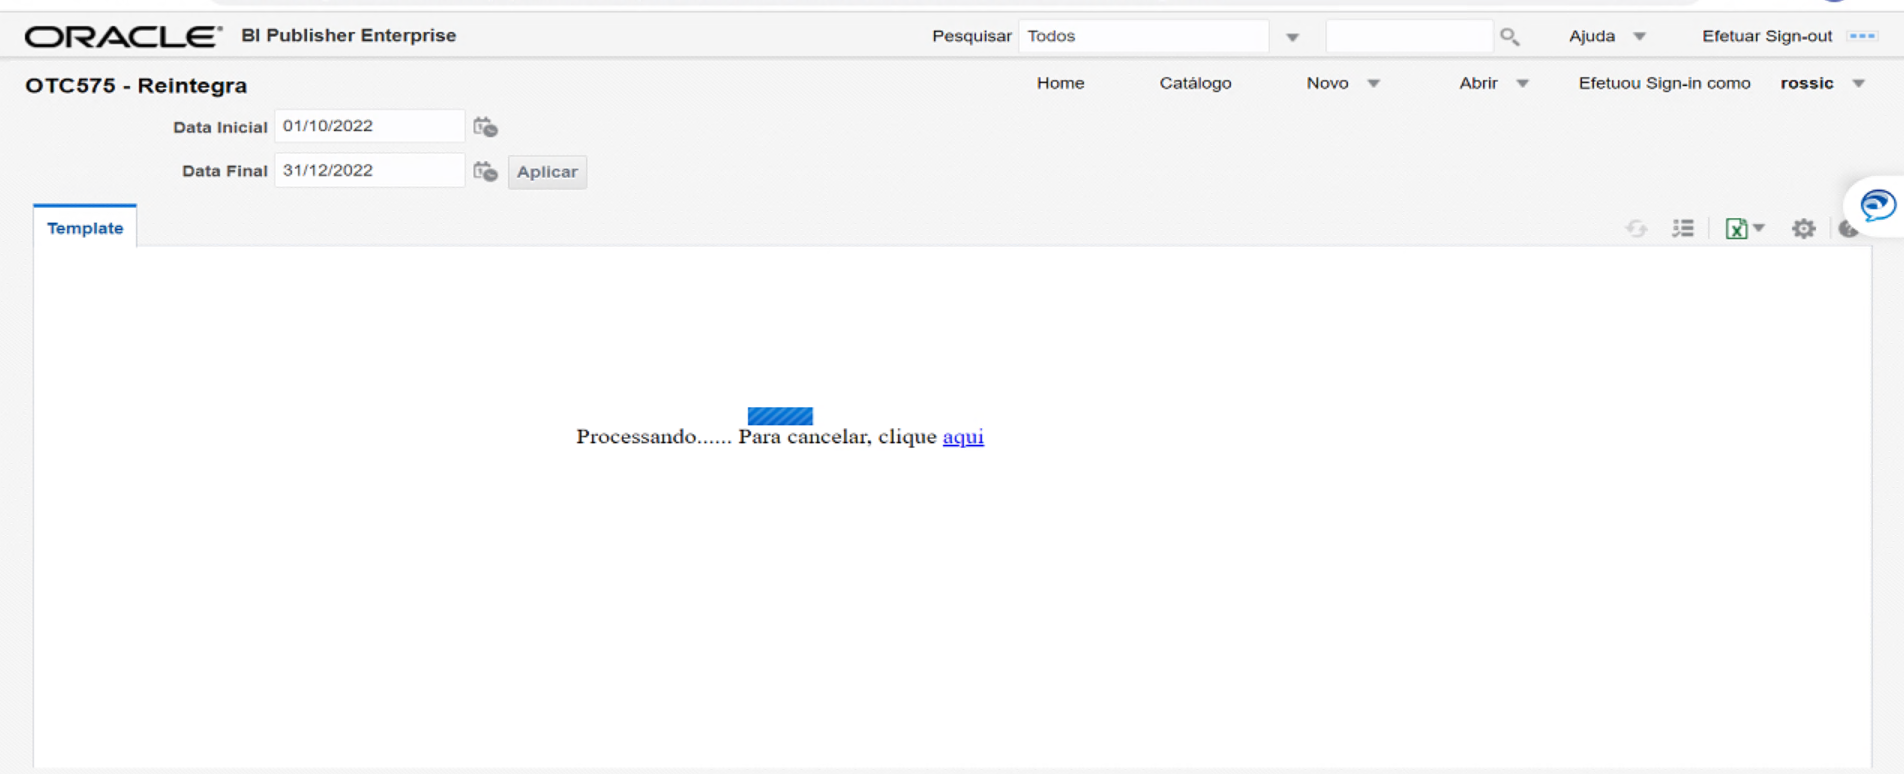 ORACLE BI Publisher Enterprise Pesquisar Todos Ajuda Efetuar Sign-out
OTC575 - Reintegra Home Catálogo Novo Abrir Efetuou Sign-in como rossic
Data Inicial 01/10/2022
Data Final 31/12/2022 Aplicar
Template
Processando...... Para cancelar, clique aqui